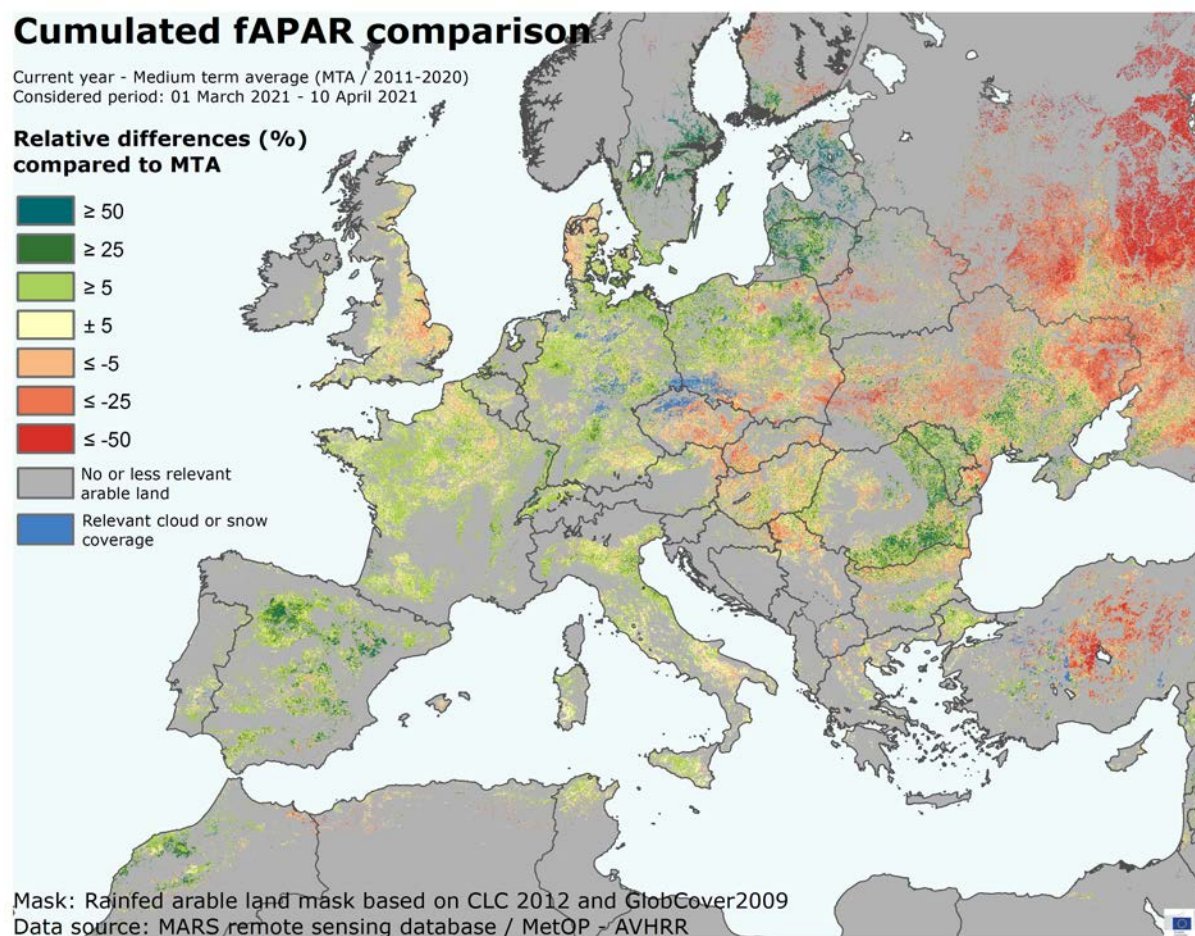 Cumulated fAPAR comparison
Current year - Medium term average (MTA / 2011-2020)
Considered period: 01 March 2021 - 10 April 2021
Relative differences (%)
compared to MTA
≥ 50
≥ 25
≥ 5
± 5
≤ -5
≤ -25
≤ -50
No or less relevant
arable land
Relevant cloud or snow
coverage
Mask: Rainfed arable land mask based on CLC 2012 and GlobCover2009
Data source: MARS remote sensing database / MetOP - AVHRR